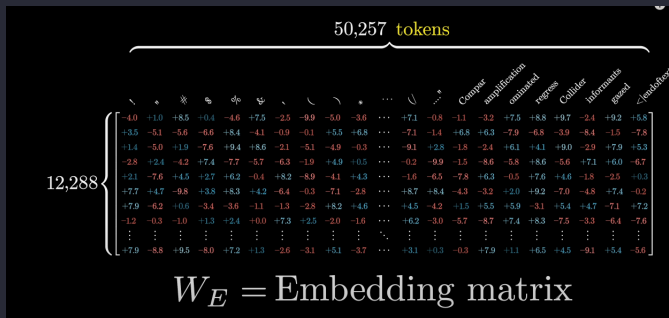 50,257 tokens
! " # $ % & ' ( ) * ⋯ Compar amplification ominated regress Collider informants gazed <|endoftext
−4.0 +1.0 +8.5 +0.4 −4.6 +7.5 −2.5 −9.9 −5.0 −3.6 ⋯ +7.1 −0.8 −1.1 −3.2 +7.5 +8.8 +9.7 −2.4 +9.2 +5.8
+3.5 −5.1 −5.6 −6.6 +8.4 −4.1 −0.9 −0.1 +5.5 +6.8 ⋯ −7.1 −1.4 +6.8 +6.3 −7.9 −6.8 +3.9 −1.5 −7.8 −2.3
+1.4 −5.0 +1.9 −7.6 +9.4 +8.6 −2.1 −5.1 −4.9 −0.3 ⋯ −9.1 +2.8 −1.8 −2.4 +6.1 +4.1 +9.0 −2.9 +7.9 +5.3
−2.8 +2.4 −4.2 +7.4 −7.7 −5.7 −6.3 −1.9 +4.9 +0.5 ⋯ −0.2 −9.9 −1.5 −8.6 −5.8 −8.6 −5.6 +7.1 +6.0 −6.7
12,288 +2.1 −7.6 +4.5 +2.7 +6.2 −0.4 +8.2 −8.9 −4.1 −4.3 ⋯ −1.6 −6.5 −7.8 +6.3 −0.5 +7.6 +4.6 −1.8 −2.5 +0.3
+7.7 +4.7 −9.8 +3.8 +8.3 +4.2 −6.4 −0.3 −7.1 −2.8 ⋯ +8.7 +8.4 −4.3 −3.2 +2.0 +9.2 −7.0 −4.8 +7.4 −0.2
+7.9 −6.2 +0.6 −3.4 −3.6 −1.1 −1.3 −2.8 +8.2 +4.6 ⋯ +4.5 −4.2 +1.5 +5.5 +5.9 −3.1 +5.4 +4.7 −7.1 +7.2
−1.2 −0.3 −1.0 +1.3 +2.4 +0.0 +7.3 +2.5 −2.0 −1.6 ⋯ +6.2 −3.0 −5.7 −8.7 +7.4 +8.3 −7.5 −3.3 −6.4 −7.6
+7.9 −8.8 +9.5 −8.0 +7.2 +1.3 −2.6 −3.1 +5.1 −3.7 ⋯ +3.1 +0.3 −0.3 +7.9 +1.1 +6.5 +4.5 −9.1 +5.4 −5.6
W_E = Embedding matrix